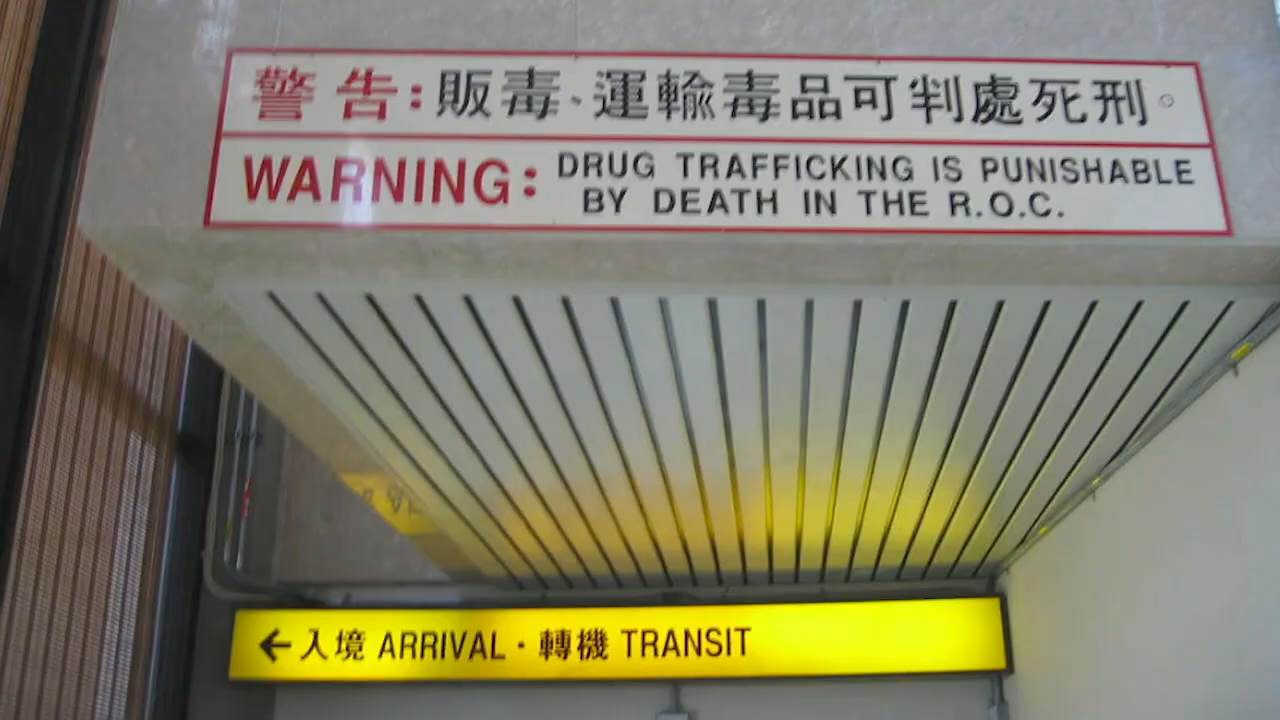 警告:販毒、運輸毒品可判處死刑。
WARNING: DRUG TRAFFICKING IS PUNISHABLE
BY DEATH IN THE R.O.C.
←入境 ARRIVAL · 轉機 TRANSIT